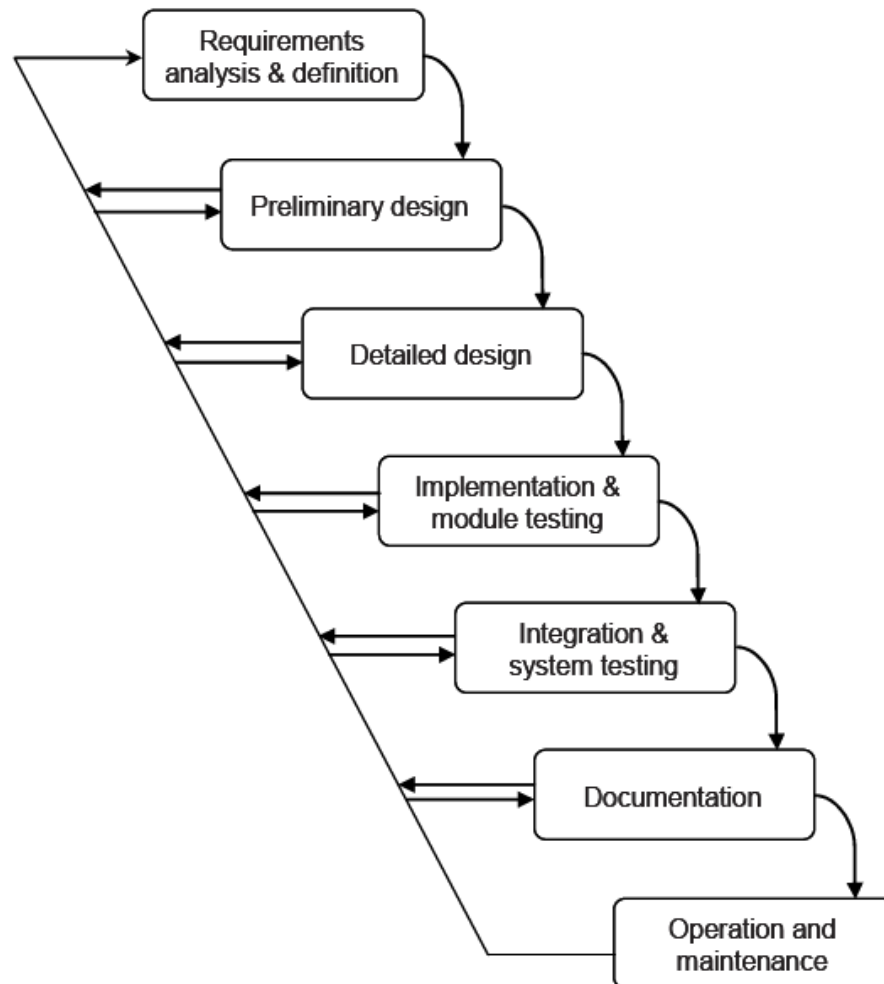 Requirements
analysis & definition
Preliminary design
Detailed design
Implementation &
module testing
Integration &
system testing
Documentation
Operation and
maintenance